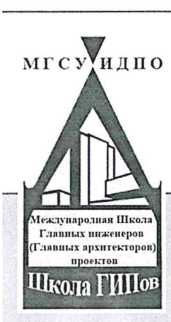 МГСУ ИДПО
Международная Школа
Главных инженеров
(Главных архитекторов)
проектов
Школа ГИПов